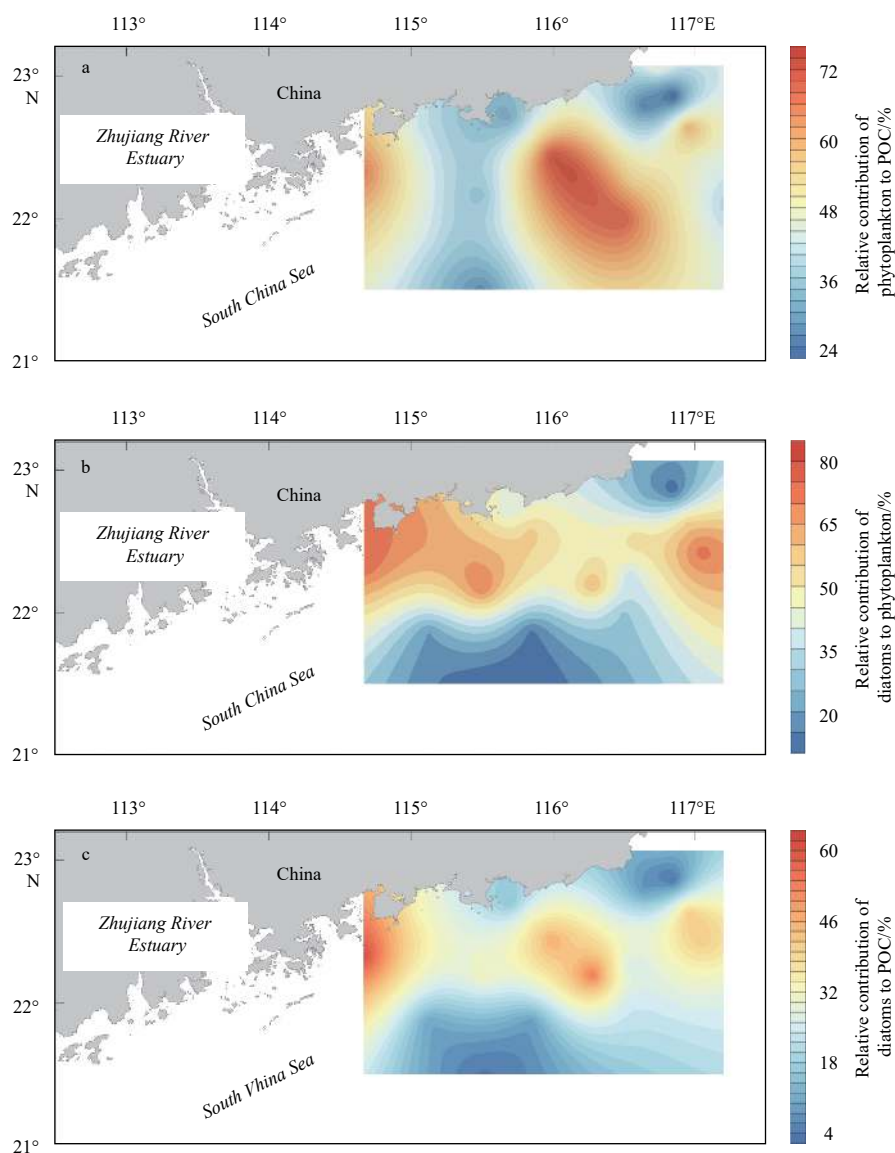 113° 114° 115° 116° 117°E
a
23°
N
China
Zhujiang River
Estuary
22°
South China Sea
21°
72
60
48
36
24
Relative contribution of
phytoplankton to POC/%
113° 114° 115° 116° 117°E
b
23°
N
China
Zhujiang River
Estuary
22°
South China Sea
21°
80
65
50
35
20
Relative contribution of
diatoms to phytoplankton/%
113° 114° 115° 116° 117°E
c
23°
N
China
Zhujiang River
Estuary
22°
South Vhina Sea
21°
60
46
32
18
4
Relative contribution of
diatoms to POC/%